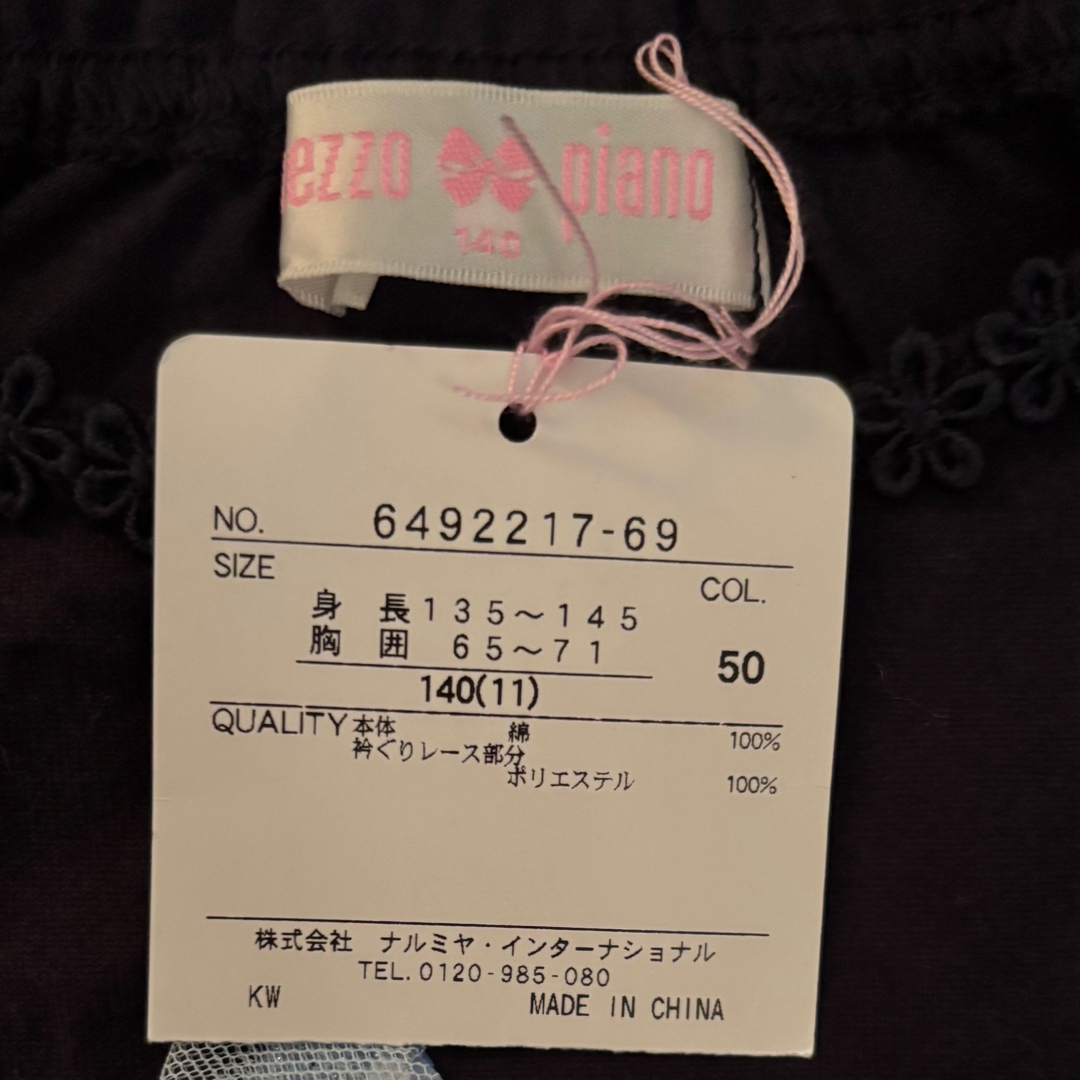 ezzo piano
140
NO. 6492217-69
SIZE
COL.
身 長 135～145
胸 囲 65～71
50
140(11)
QUALITY 本体 綿 100%
衿ぐりレース部分
ポリエステル 100%
株式会社 ナルミヤ・インターナショナル
TEL.0120-985-080
KW MADE IN CHINA